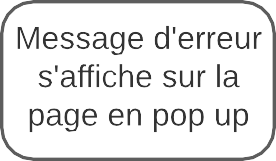 Message d'erreur
s'affiche sur la
page en pop up